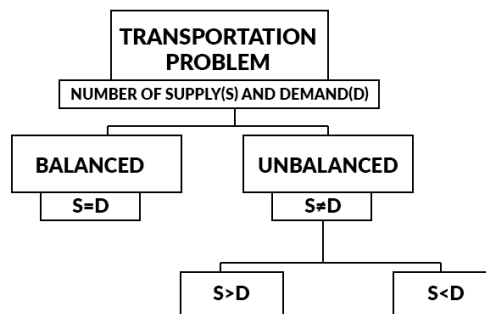 TRANSPORTATION
PROBLEM
NUMBER OF SUPPLY(S) AND DEMAND(D)
BALANCED
UNBALANCED
S=D
S≠D
S>D
S<D